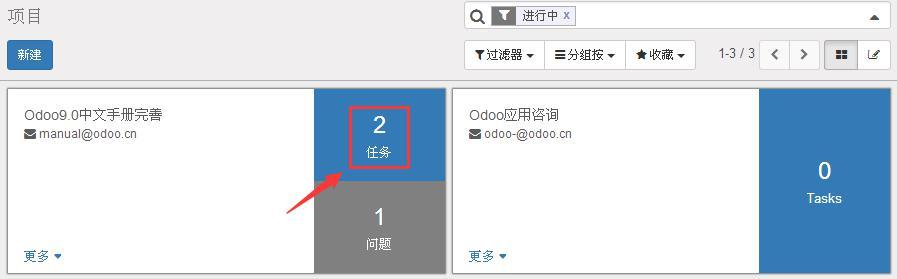 项目
进行中 x
新建
过滤器 分组按 收藏 1-3 / 3
Odoo9.0中文手册完善
manual@odoo.cn
2
任务
1
问题
更多
Odoo应用咨询
odoo-@odoo.cn
0
Tasks
更多